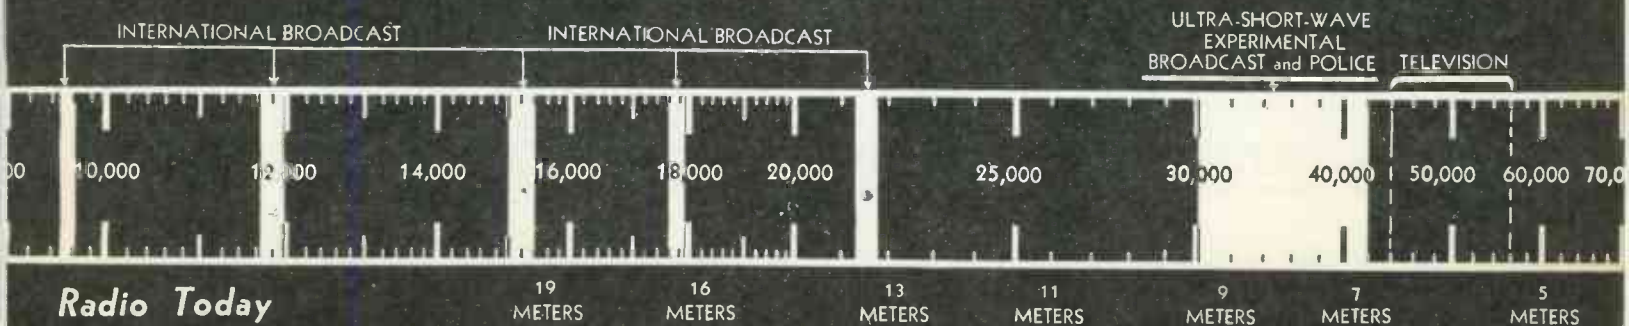 INTERNATIONAL BROADCAST
INTERNATIONAL BROADCAST
ULTRA-SHORT-WAVE
EXPERIMENTAL
BROADCAST and POLICE
TELEVISION
10,000 12,000 14,000 16,000 18,000 20,000 25,000 30,000 40,000 50,000 60,000
Radio Today
19
METERS
16
METERS
13
METERS
11
METERS
9
METERS
7
METERS
5
METERS